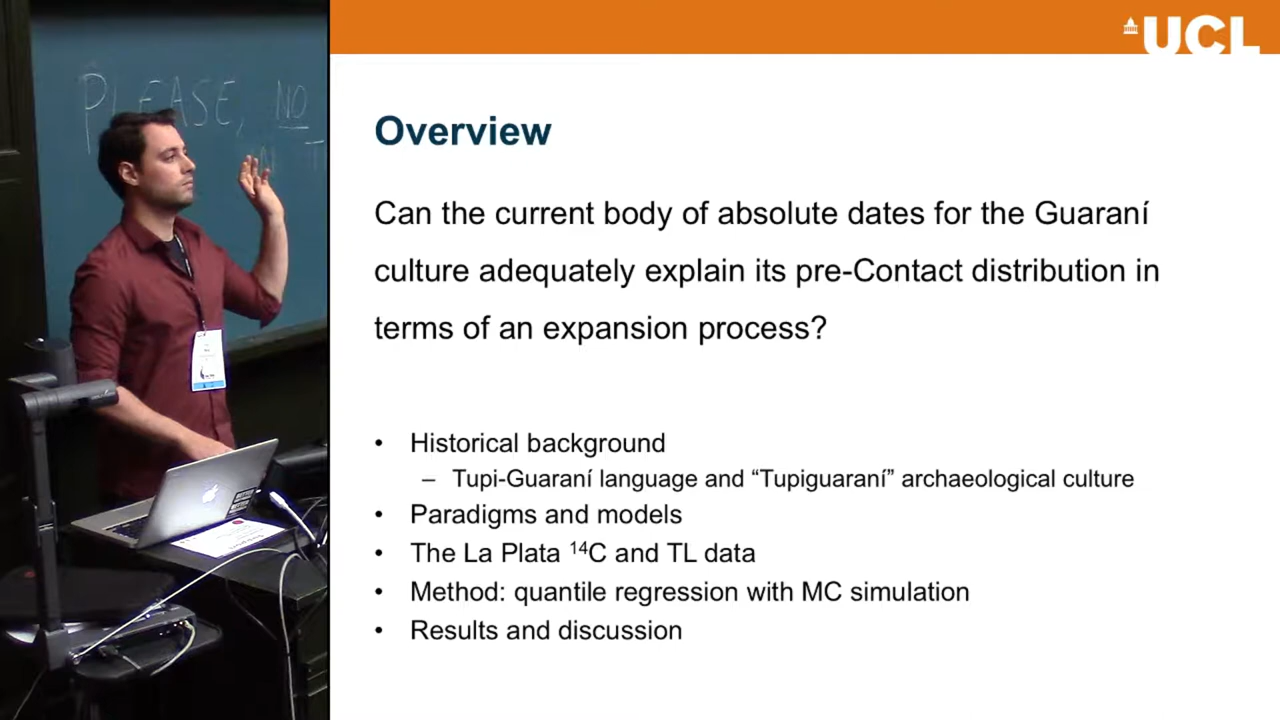 UCL
PLEASE, NO
Overview
Can the current body of absolute dates for the Guaraní
culture adequately explain its pre-Contact distribution in
terms of an expansion process?
• Historical background
– Tupi-Guaraní language and “Tupiguaraní” archaeological culture
• Paradigms and models
• The La Plata ¹⁴C and TL data
• Method: quantile regression with MC simulation
• Results and discussion